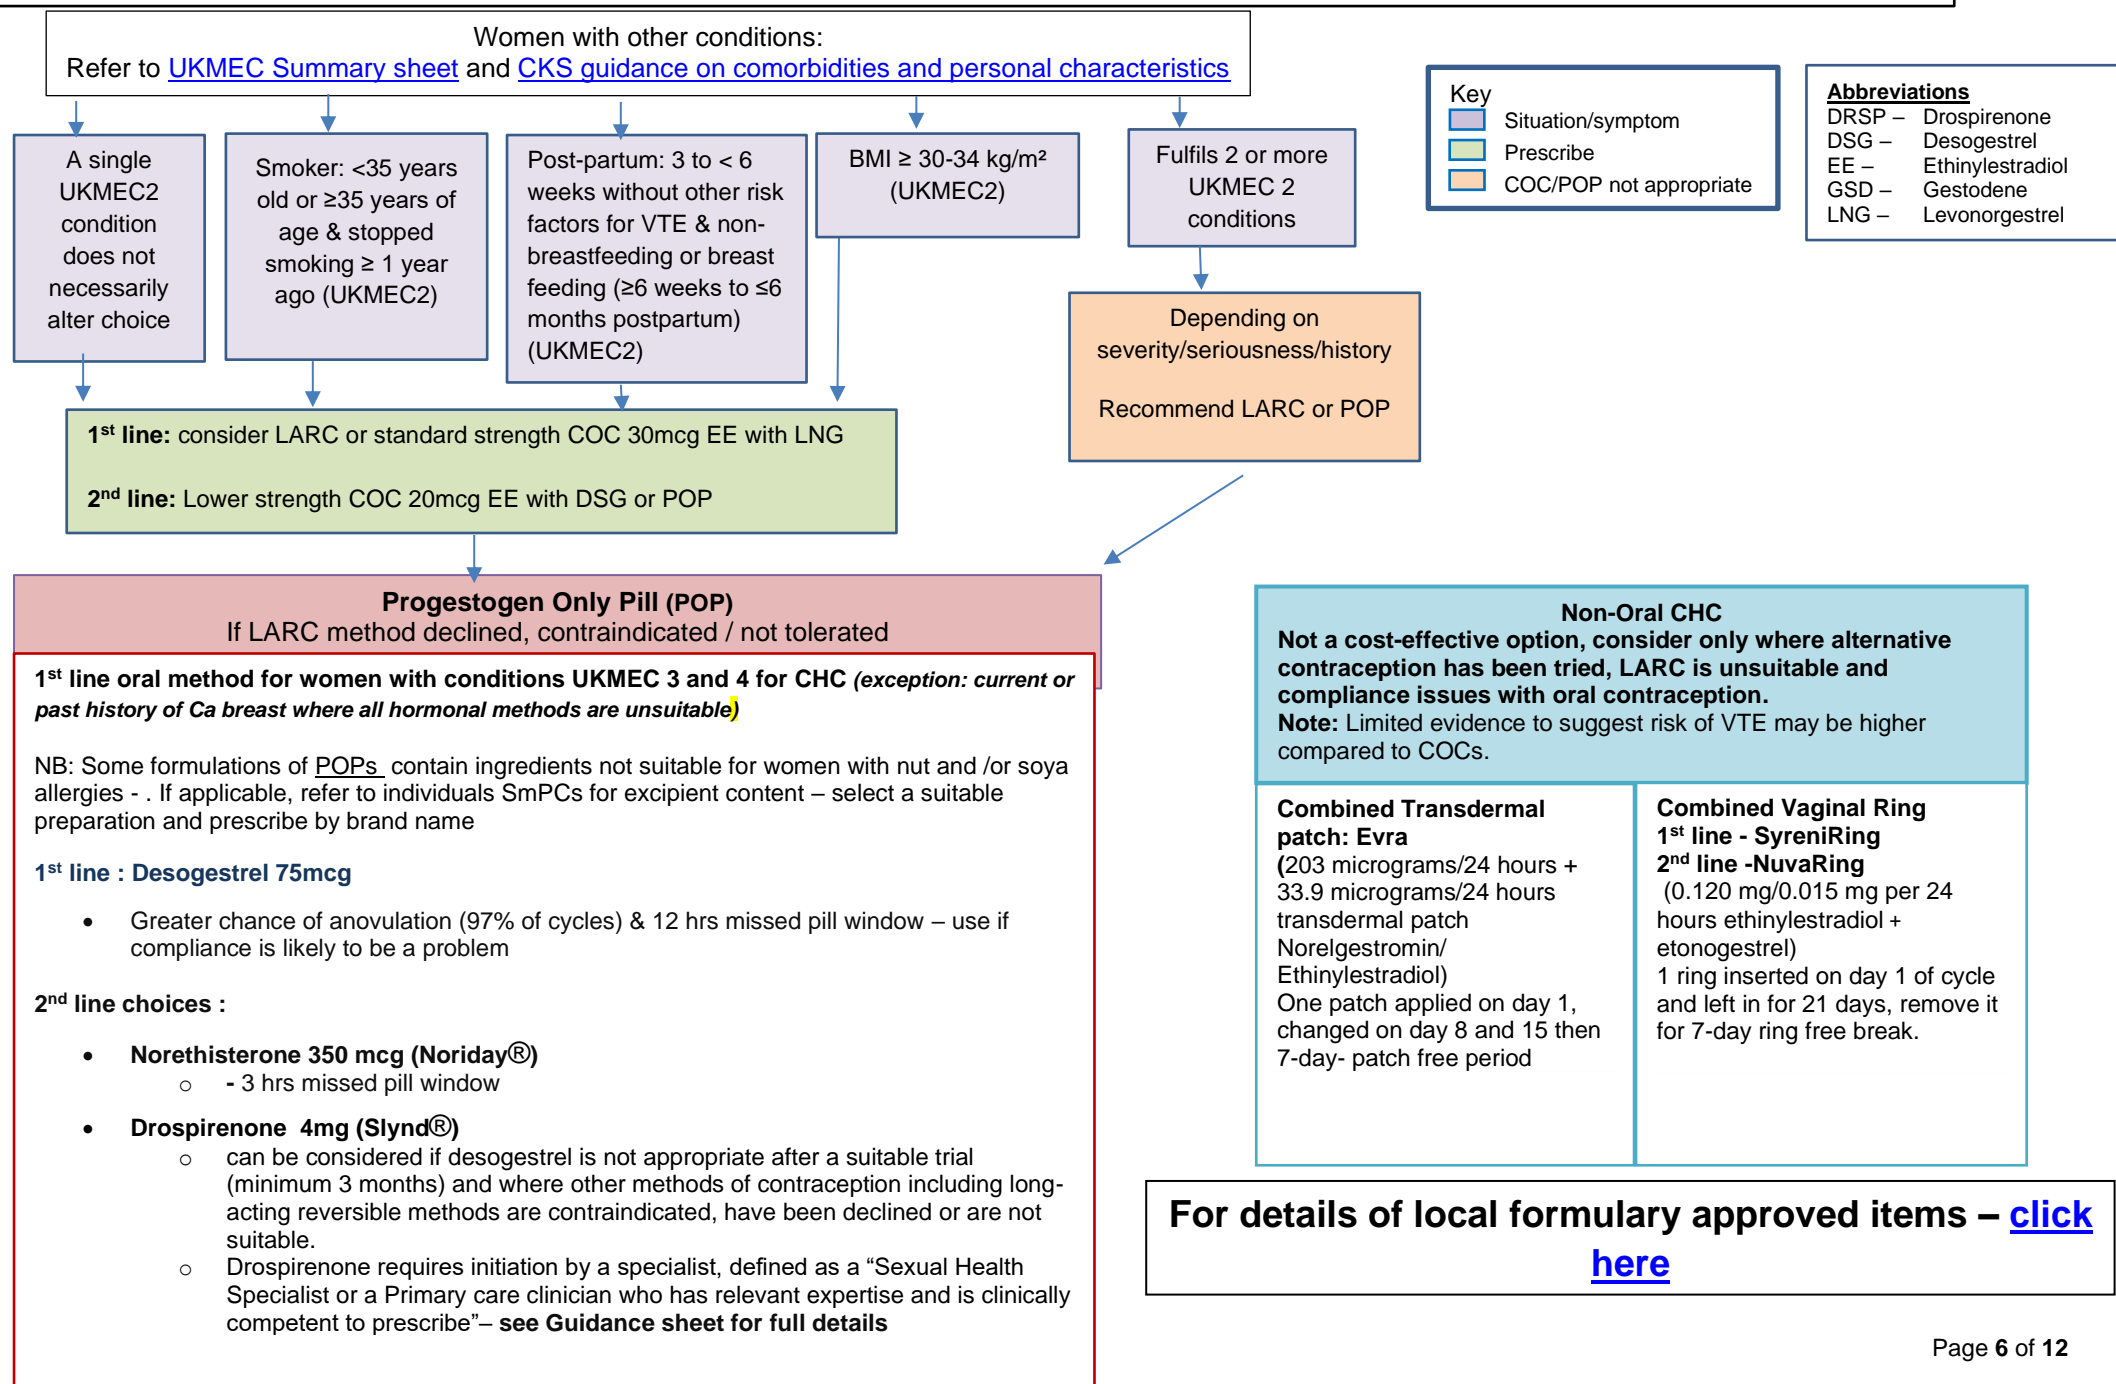 Women with other conditions:
Refer to UKMEC Summary sheet and CKS guidance on comorbidities and personal characteristics
Key
Situation/symptom
Prescribe
COC/POP not appropriate
Abbreviations
DRSP – Drospirenone
DSG – Desogestrel
EE – Ethinylestradiol
GSD – Gestodene
LNG – Levonorgestrel
A single
UKMEC2
condition
does not
necessarily
alter choice
Smoker: <35 years
old or ≥35 years of
age & stopped
smoking ≥ 1 year
ago (UKMEC2)
Post-partum: 3 to < 6
weeks without other risk
factors for VTE & non-
breastfeeding or breast
feeding (≥6 weeks to ≤6
months postpartum)
(UKMEC2)
BMI ≥ 30-34 kg/m²
(UKMEC2)
Fulfils 2 or more
UKMEC 2
conditions
Depending on
severity/seriousness/history
Recommend LARC or POP
1st line: consider LARC or standard strength COC 30mcg EE with LNG
2nd line: Lower strength COC 20mcg EE with DSG or POP
Progestogen Only Pill (POP)
If LARC method declined, contraindicated / not tolerated
1st line oral method for women with conditions UKMEC 3 and 4 for CHC (exception: current or
past history of Ca breast where all hormonal methods are unsuitable)
NB: Some formulations of POPs contain ingredients not suitable for women with nut and /or soya
allergies - . If applicable, refer to individuals SmPCs for excipient content – select a suitable
preparation and prescribe by brand name
1st line : Desogestrel 75mcg
• Greater chance of anovulation (97% of cycles) & 12 hrs missed pill window – use if
compliance is likely to be a problem
2nd line choices :
• Norethisterone 350 mcg (Noriday®)
o - 3 hrs missed pill window
• Drospirenone 4mg (Slynd®)
o can be considered if desogestrel is not appropriate after a suitable trial
(minimum 3 months) and where other methods of contraception including long-
acting reversible methods are contraindicated, have been declined or are not
suitable.
o Drospirenone requires initiation by a specialist, defined as a “Sexual Health
Specialist or a Primary care clinician who has relevant expertise and is clinically
competent to prescribe”– see Guidance sheet for full details
Non-Oral CHC
Not a cost-effective option, consider only where alternative
contraception has been tried, LARC is unsuitable and
compliance issues with oral contraception.
Note: Limited evidence to suggest risk of VTE may be higher
compared to COCs.
Combined Transdermal
patch: Evra
(203 micrograms/24 hours +
33.9 micrograms/24 hours
transdermal patch
Norelgestromin/
Ethinylestradiol)
One patch applied on day 1,
changed on day 8 and 15 then
7-day- patch free period
Combined Vaginal Ring
1st line - SyreniRing
2nd line -NuvaRing
(0.120 mg/0.015 mg per 24
hours ethinylestradiol +
etonogestrel)
1 ring inserted on day 1 of cycle
and left in for 21 days, remove it
for 7-day ring free break.
For details of local formulary approved items – click
here
Page 6 of 12